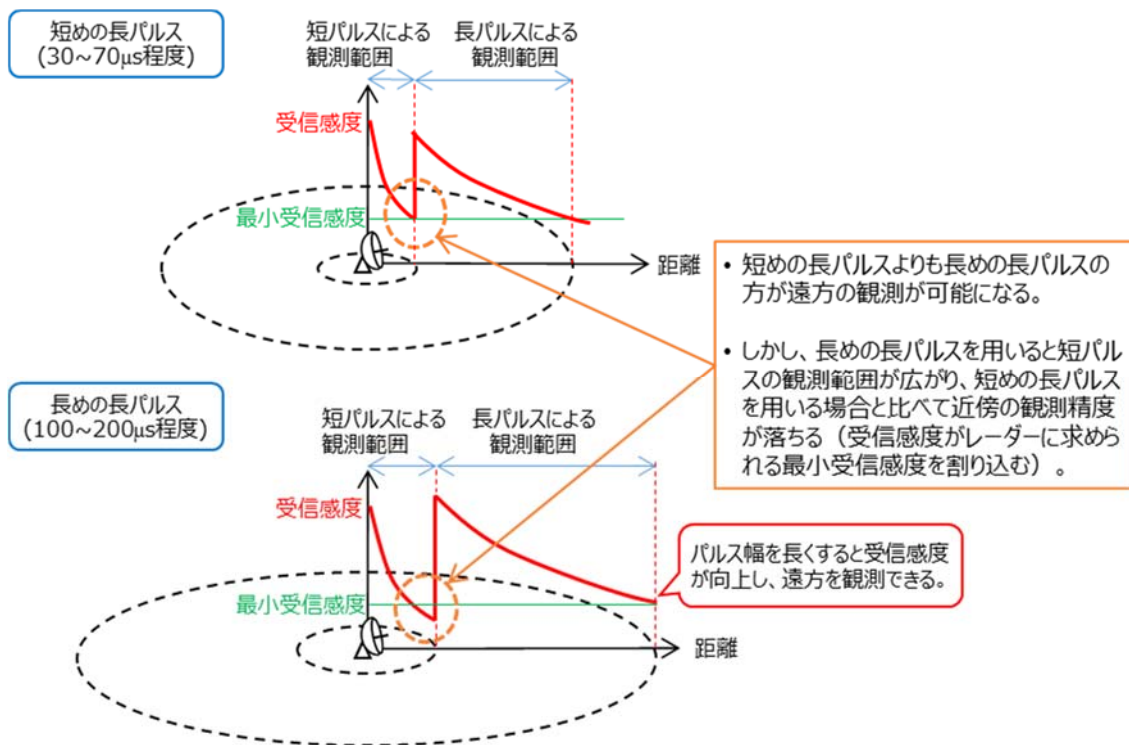 短めの長パルス
(30~70μs程度)
短パルスによる
観測範囲
長パルスによる
観測範囲
受信感度
最小受信感度
距離
• 短めの長パルスよりも長めの長パルスの
方が遠方の観測が可能になる。
• しかし、長めの長パルスを用いると短パル
スの観測範囲が広がり、短めの長パルス
を用いる場合と比べて近傍の観測精度
が落ちる（受信感度がレーダーに求めら
れる最小受信感度を割り込む）。
長めの長パルス
(100~200μs程度)
短パルスによる
観測範囲
長パルスによる
観測範囲
受信感度
最小受信感度
距離
パルス幅を長くすると受信感度
が向上し、遠方を観測できる。